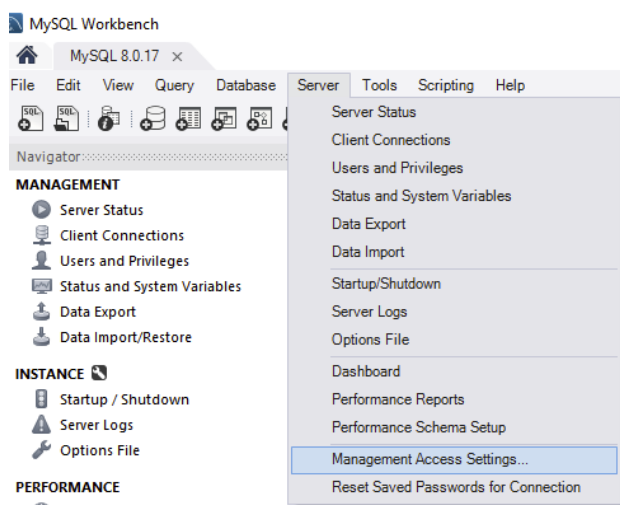 MySQL Workbench
MySQL 8.0.17 ×
File Edit View Query Database Server Tools Scripting Help
SQL SQL
Navigator
MANAGEMENT
Server Status
Client Connections
Users and Privileges
Status and System Variables
Data Export
Data Import/Restore
INSTANCE
Startup / Shutdown
Server Logs
Options File
PERFORMANCE
Server Status
Client Connections
Users and Privileges
Status and System Variables
Data Export
Data Import
Startup/Shutdown
Server Logs
Options File
Dashboard
Performance Reports
Performance Schema Setup
Management Access Settings...
Reset Saved Passwords for Connection